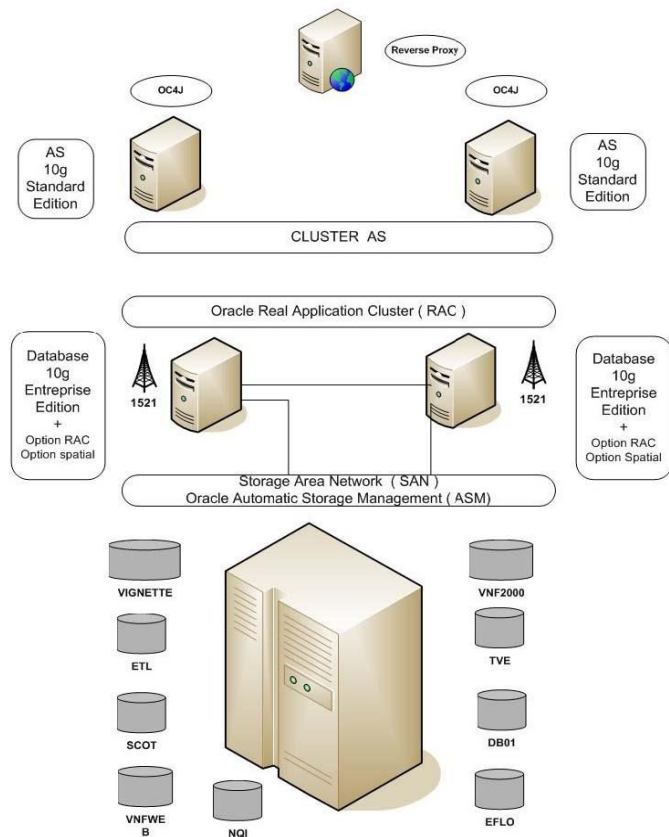 Reverse Proxy
OC4J
OC4J
AS
10g
Standard
Edition
AS
10g
Standard
Edition
CLUSTER AS
Oracle Real Application Cluster ( RAC )
Database
10g
Entreprise
Edition
+
Option RAC
Option spatial
1521
1521
Database
10g
Entreprise
Edition
+
Option RAC
Option Spatial
Storage Area Network ( SAN )
Oracle Automatic Storage Management ( ASM)
VIGNETTE
VNF2000
ETL
TVE
SCOT
DB01
VNFWE
B
NQI
EFLO